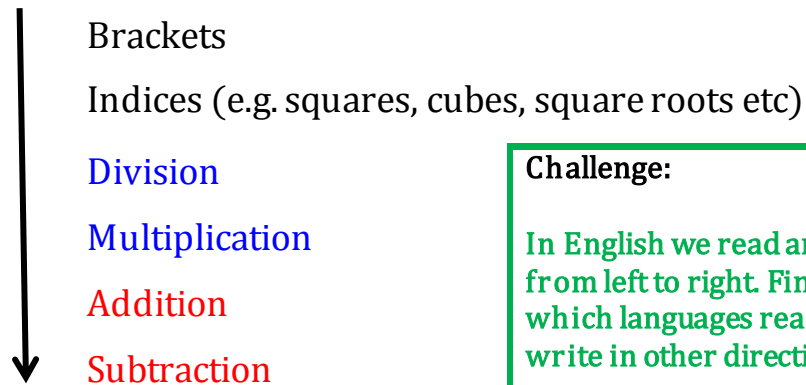 Brackets
Indices (e.g. squares, cubes, square roots etc)
Division
Multiplication
Addition
Subtraction
Challenge:
In English we read
from left to right.
which languages
write in other